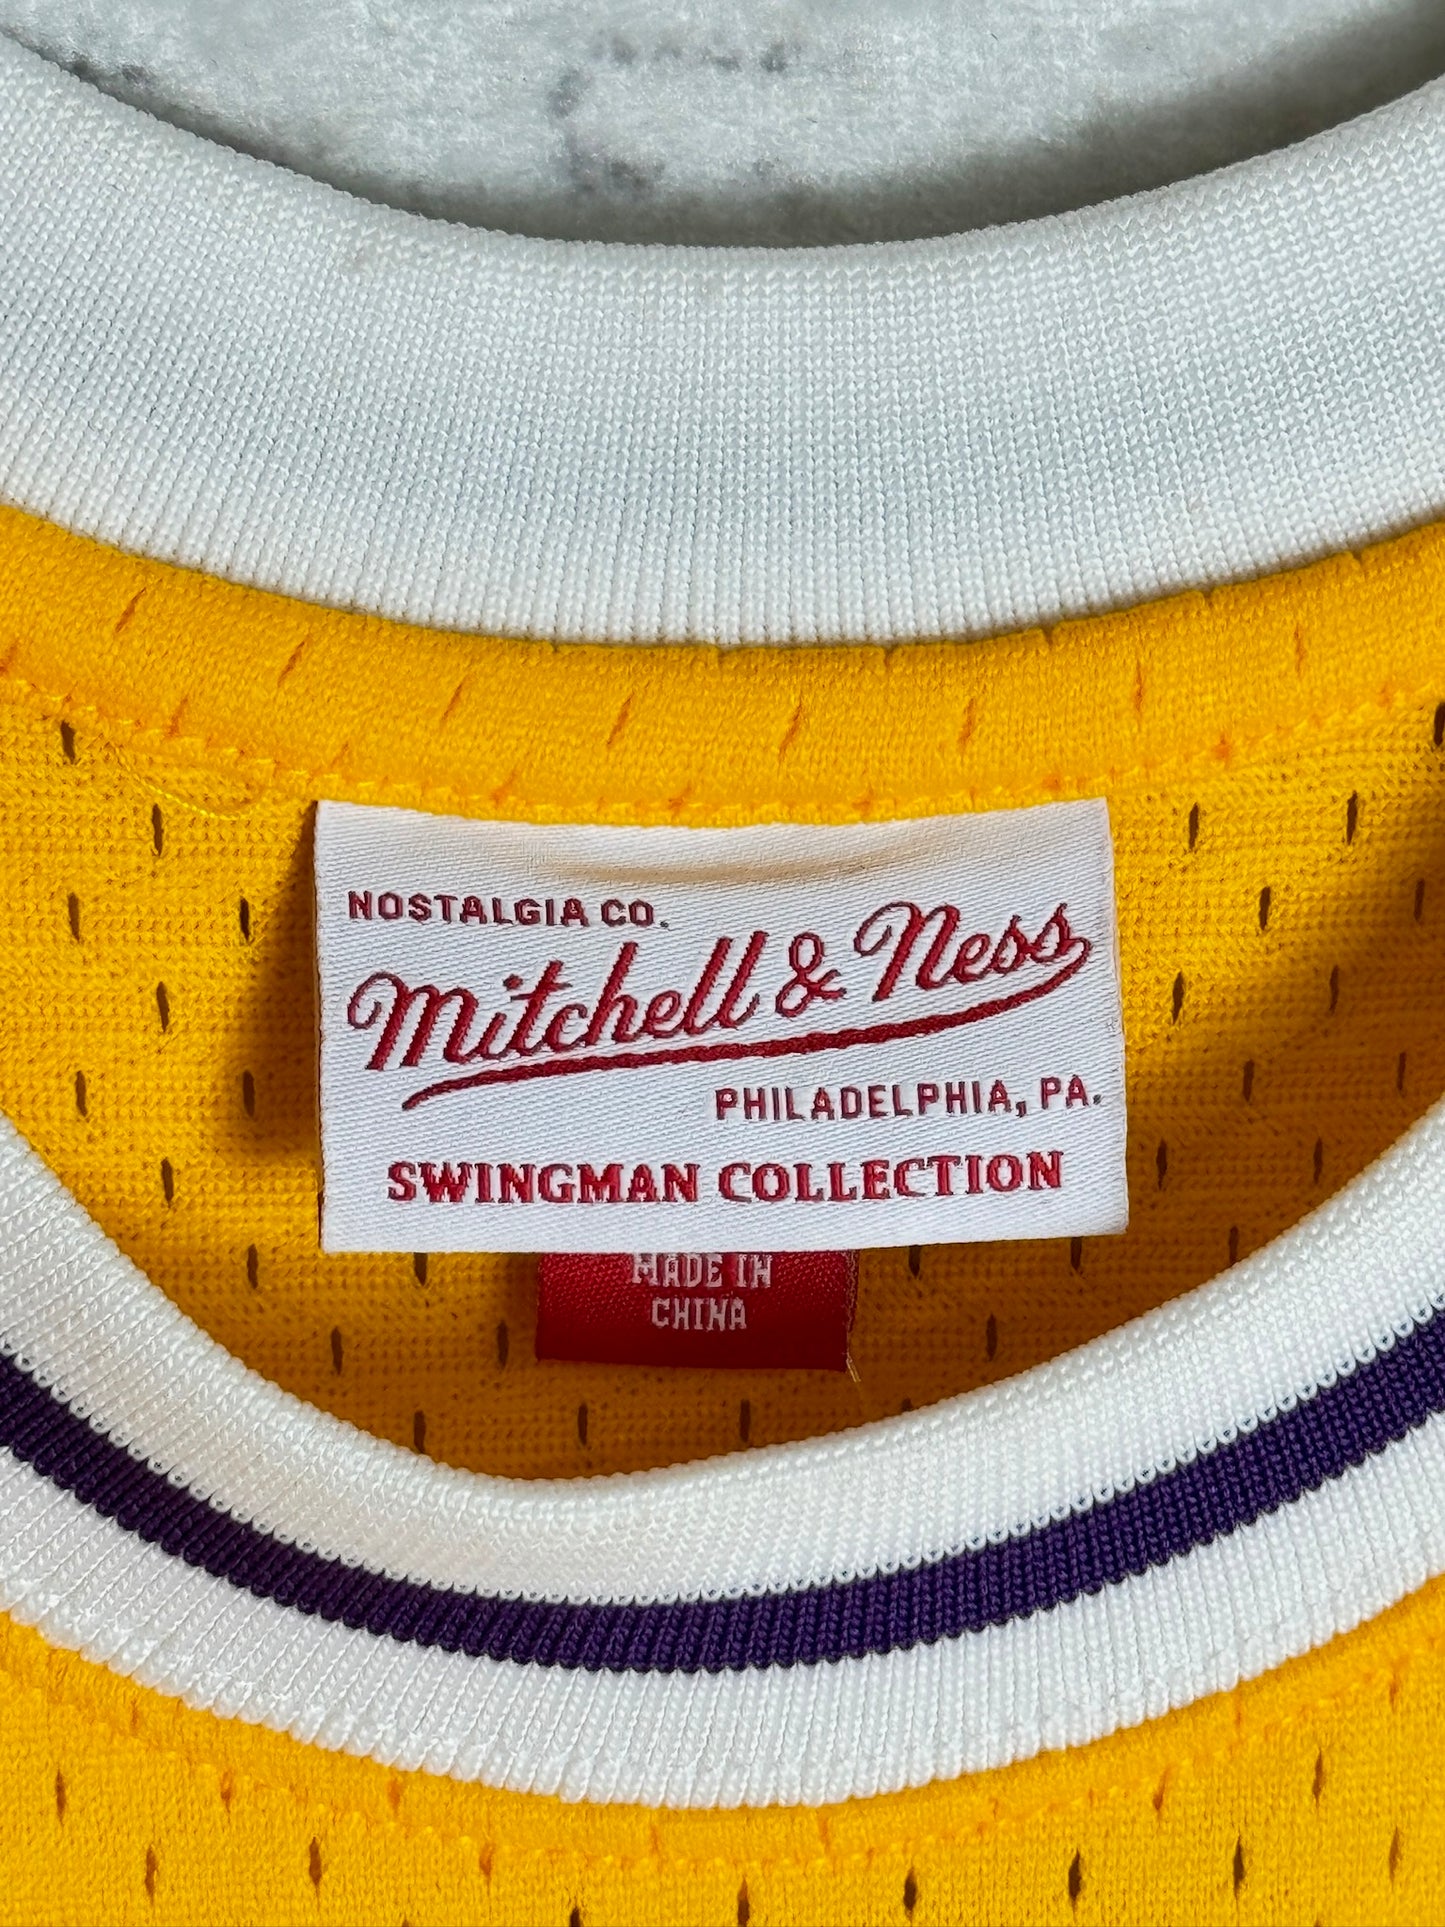 NOSTALGIA CO.
Mitchell & Ness
PHILADELPHIA, PA.
SWINGMAN COLLECTION
MADE IN
CHINA